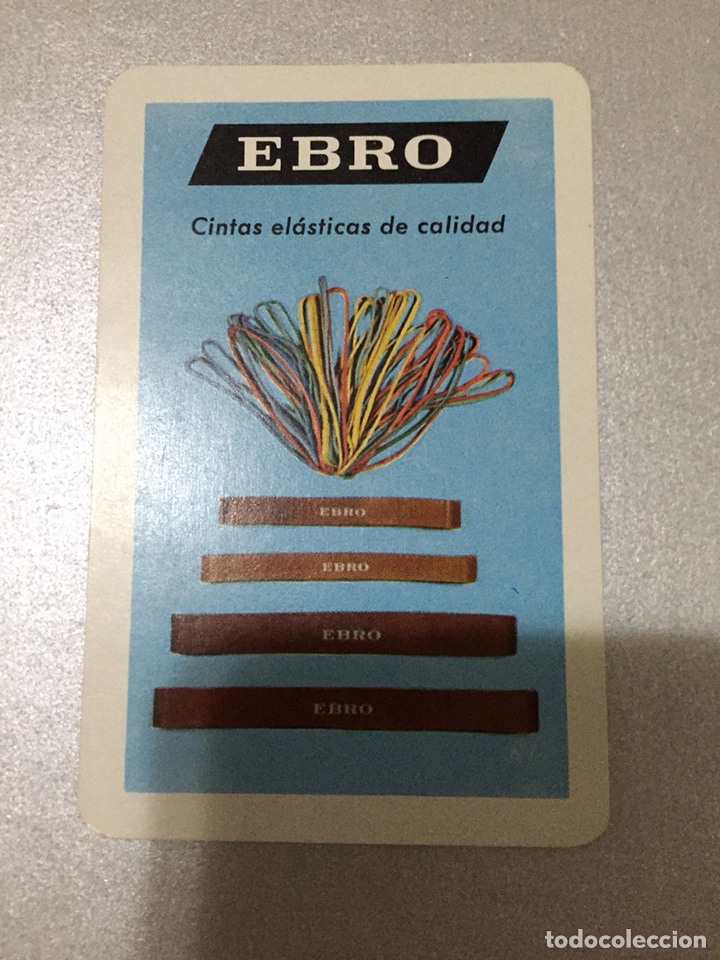 EBRO
Cintas elásticas de calidad
EBRO
EBRO
EBRO
EBRO
todocoleccion